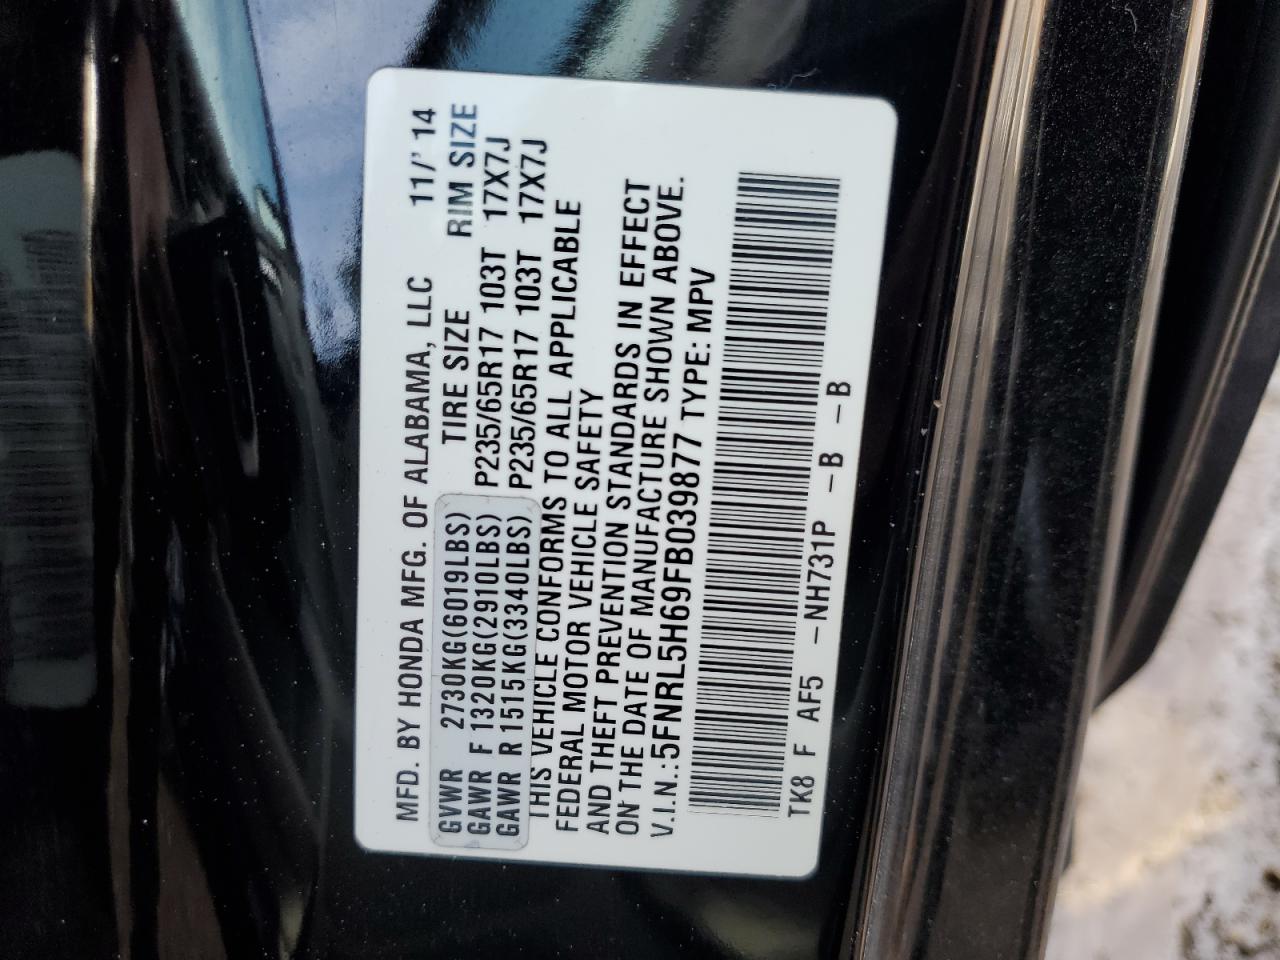 MFD. BY HONDA MFG. OF ALABAMA, LLC 11/'14
TIRE SIZE RIM SIZE
GVWR 2730KG(6019LBS)
GAWR F 1320KG(2910LBS) P235/65R17 103T 17X7J
GAWR R 1515KG(3340LBS) P235/65R17 103T 17X7J
THIS VEHICLE CONFORMS TO ALL APPLICABLE
FEDERAL MOTOR VEHICLE SAFETY
AND THEFT PREVENTION STANDARDS IN EFFECT
ON THE DATE OF MANUFACTURE SHOWN ABOVE.
V.I.N.:5FNRL5H69FB039877 TYPE: MPV
TK8 F AF5 -NH731P -B -B